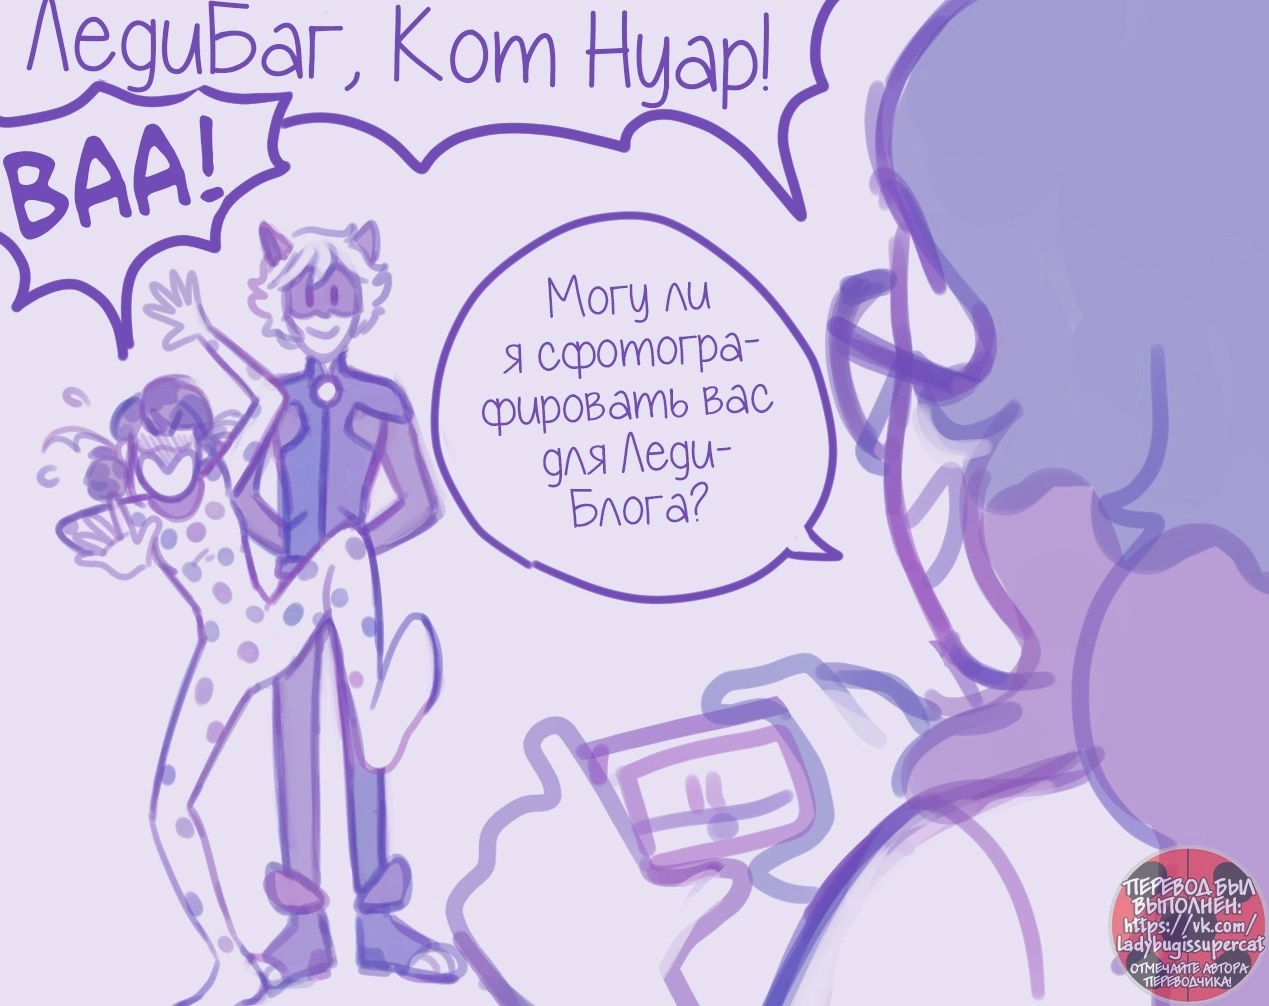 ЛедиБаг, Кот Нуар!
ВАА!
Могу ли
я сфотогра-
фировать вас
для Леди-
Блога?
ПЕРЕВОД БЫЛ
ВЫПОЛНЕН:
https://vk.com/
ladybugissupercat
ОТМЕЧАЙТЕ АВТОРА
ПЕРЕВОДЧИКА!